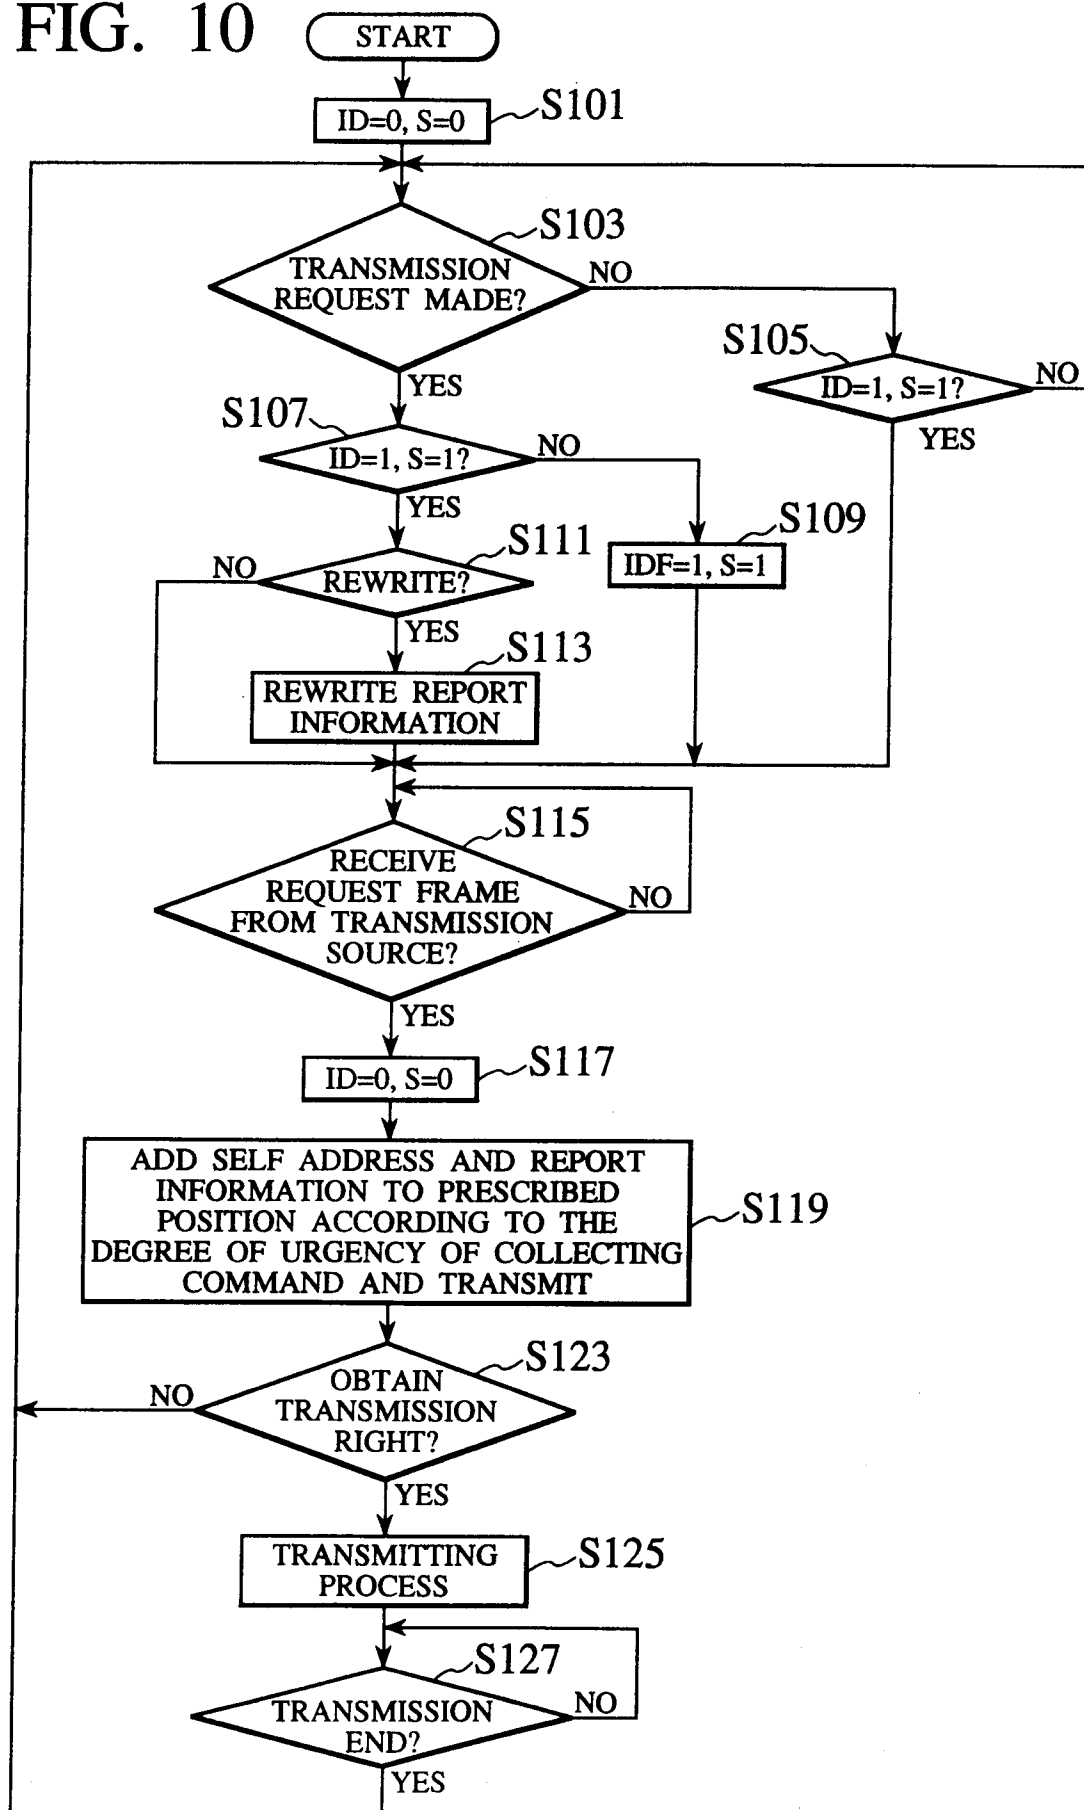 FIG. 10
START
ID=0, S=0
S101
S103
TRANSMISSION
REQUEST MADE?
NO
YES
S105
ID=1, S=1?
NO
YES
S107
ID=1, S=1?
NO
YES
S109
IDF=1, S=1
S111
REWRITE?
NO
YES
S113
REWRITE REPORT
INFORMATION
S115
RECEIVE
REQUEST FRAME
FROM TRANSMISSION
SOURCE?
NO
YES
S117
ID=0, S=0
ADD SELF ADDRESS AND REPORT
INFORMATION TO PRESCRIBED
POSITION ACCORDING TO THE
DEGREE OF URGENCY OF COLLECTING
COMMAND AND TRANSMIT
S119
S123
OBTAIN
TRANSMISSION
RIGHT?
NO
YES
TRANSMITTING
PROCESS
S125
S127
TRANSMISSION
END?
NO
YES